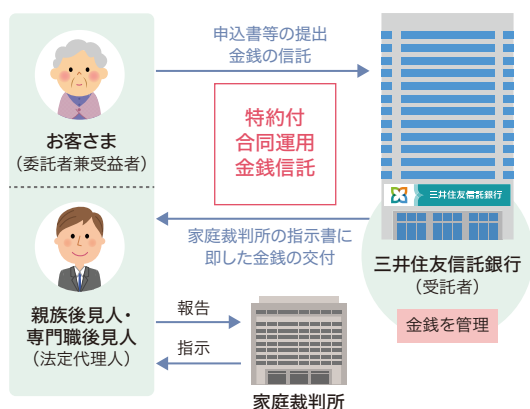 申込書等の提出
金銭の信託
お客さま
（委託者兼受益者）
特約付
合同運用
金銭信託
三井住友信託銀行
家庭裁判所の指示書に
即した金銭の交付
三井住友信託銀行
（受託者）
金銭を管理
親族後見人・
専門職後見人
（法定代理人）
報告
指示
家庭裁判所